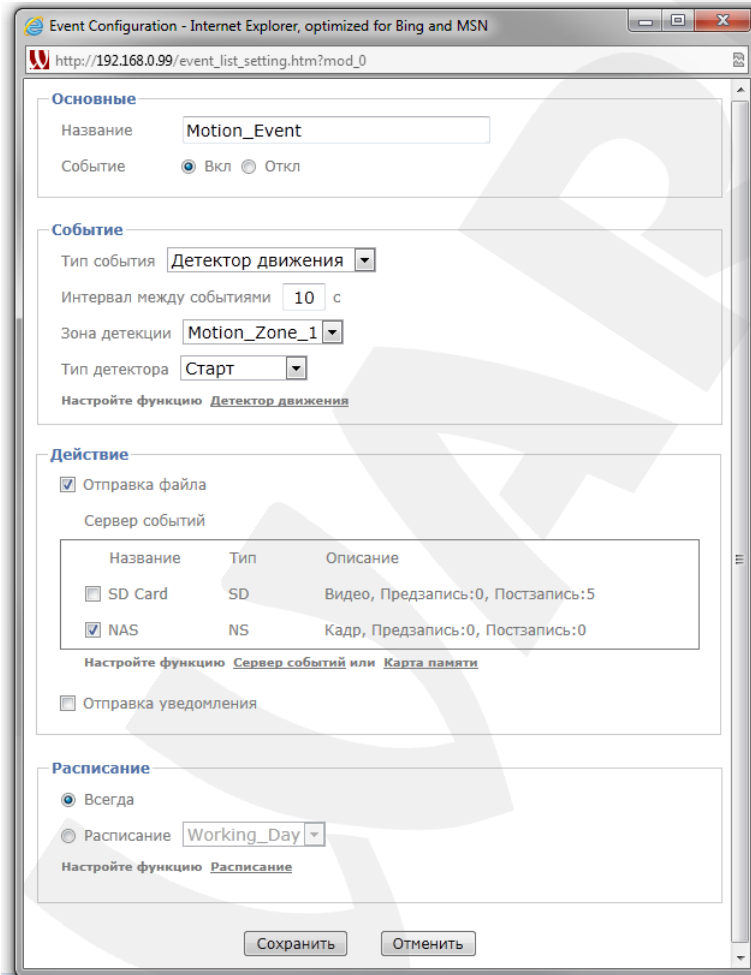 Event Configuration - Internet Explorer, optimized for Bing and MSN
http://192.168.0.99/event_list_setting.htm?mod_0
Основные
Название Motion_Event
Событие Вкл Откл
Событие
Тип события Детектор движения
Интервал между событиями 10 с
Зона детекции Motion_Zone_1
Тип детектора Старт
Настройте функцию Детектор движения
Действие
Отправка файла
Сервер событий
Название Тип Описание
SD Card SD Видео, Предзапись:0, Постзапись:5
NAS NS Кадр, Предзапись:0, Постзапись:0
Настройте функцию Сервер событий или Карта памяти
Отправка уведомления
Расписание
Всегда
Расписание Working_Day
Настройте функцию Расписание
Сохранить Отменить